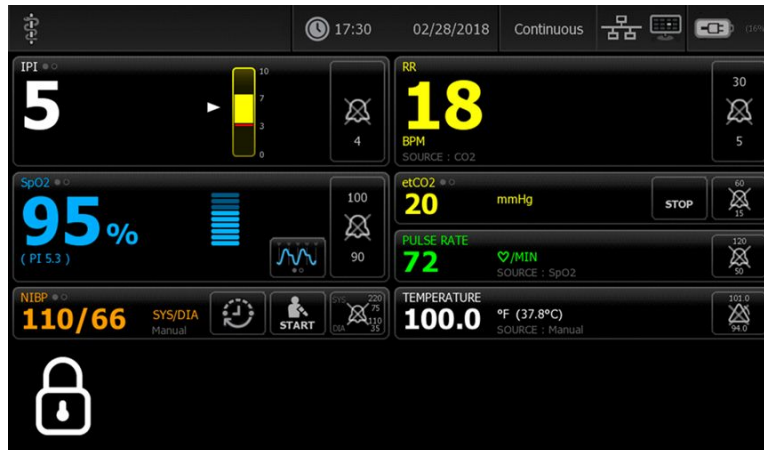 17:30 02/28/2018 Continuous (16%
IPI
5
10
7
3
0
4
RR
18
BPM
SOURCE : CO2
30
5
SpO2
95%
( PI 5.3 )
100
90
etCO2
20 mmHg
STOP
60
15
PULSE RATE
72 /MIN
SOURCE : SpO2
120
50
NIBP
110/66 SYS/DIA
Manual
START
SYS 220
75
110
DIA 35
TEMPERATURE
100.0 °F (37.8°C)
SOURCE : Manual
101.0
94.0